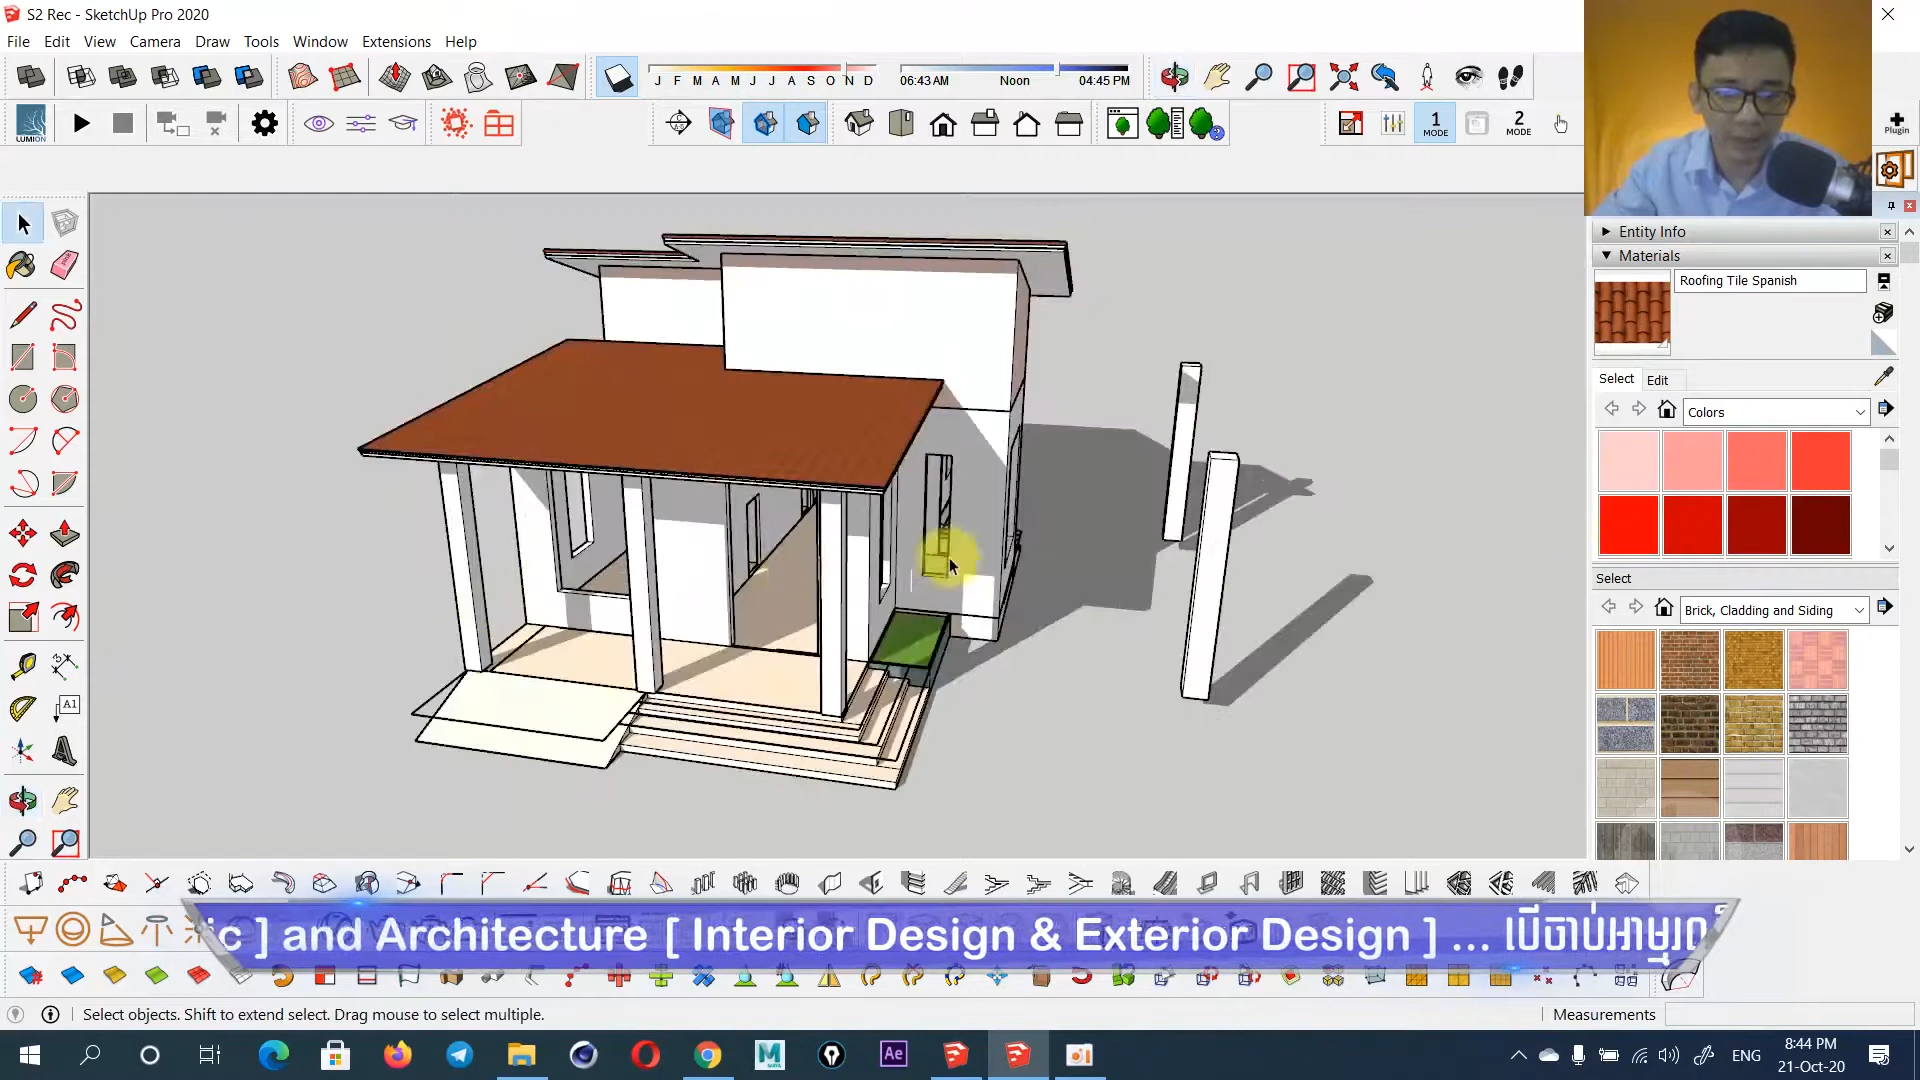 S2 Rec - SketchUp Pro 2020
File Edit View Camera Draw Tools Window Extensions Help
J F M A M J J A S O N D 06:43 AM Noon 04:45 PM
LUMION
1 MODE
2 MODE
Plugin
Entity Info
Materials
Roofing Tile Spanish
Select Edit
Colors
Select
Brick, Cladding and Siding
A1
c ] and Architecture [ Interior Design & Exterior Design ] ...
Select objects. Shift to extend select. Drag mouse to select multiple.
Measurements
Ae
ENG
8:44 PM
21-Oct-20